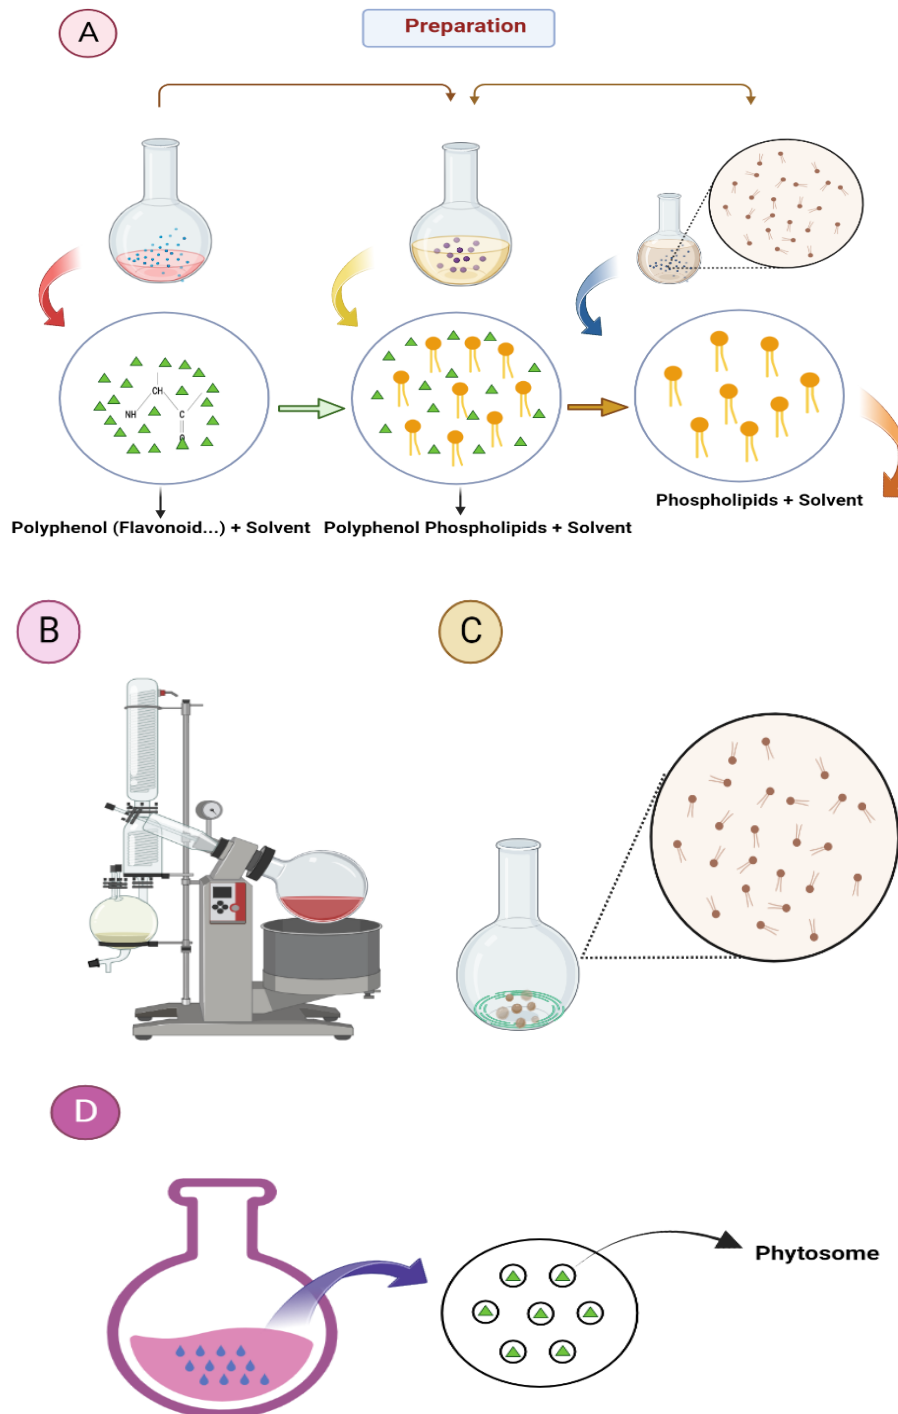 A
Preparation
CH
NH
C
O
Polyphenol (Flavonoid...) + Solvent
Polyphenol Phospholipids + Solvent
Phospholipids + Solvent
B
C
D
Phytosome